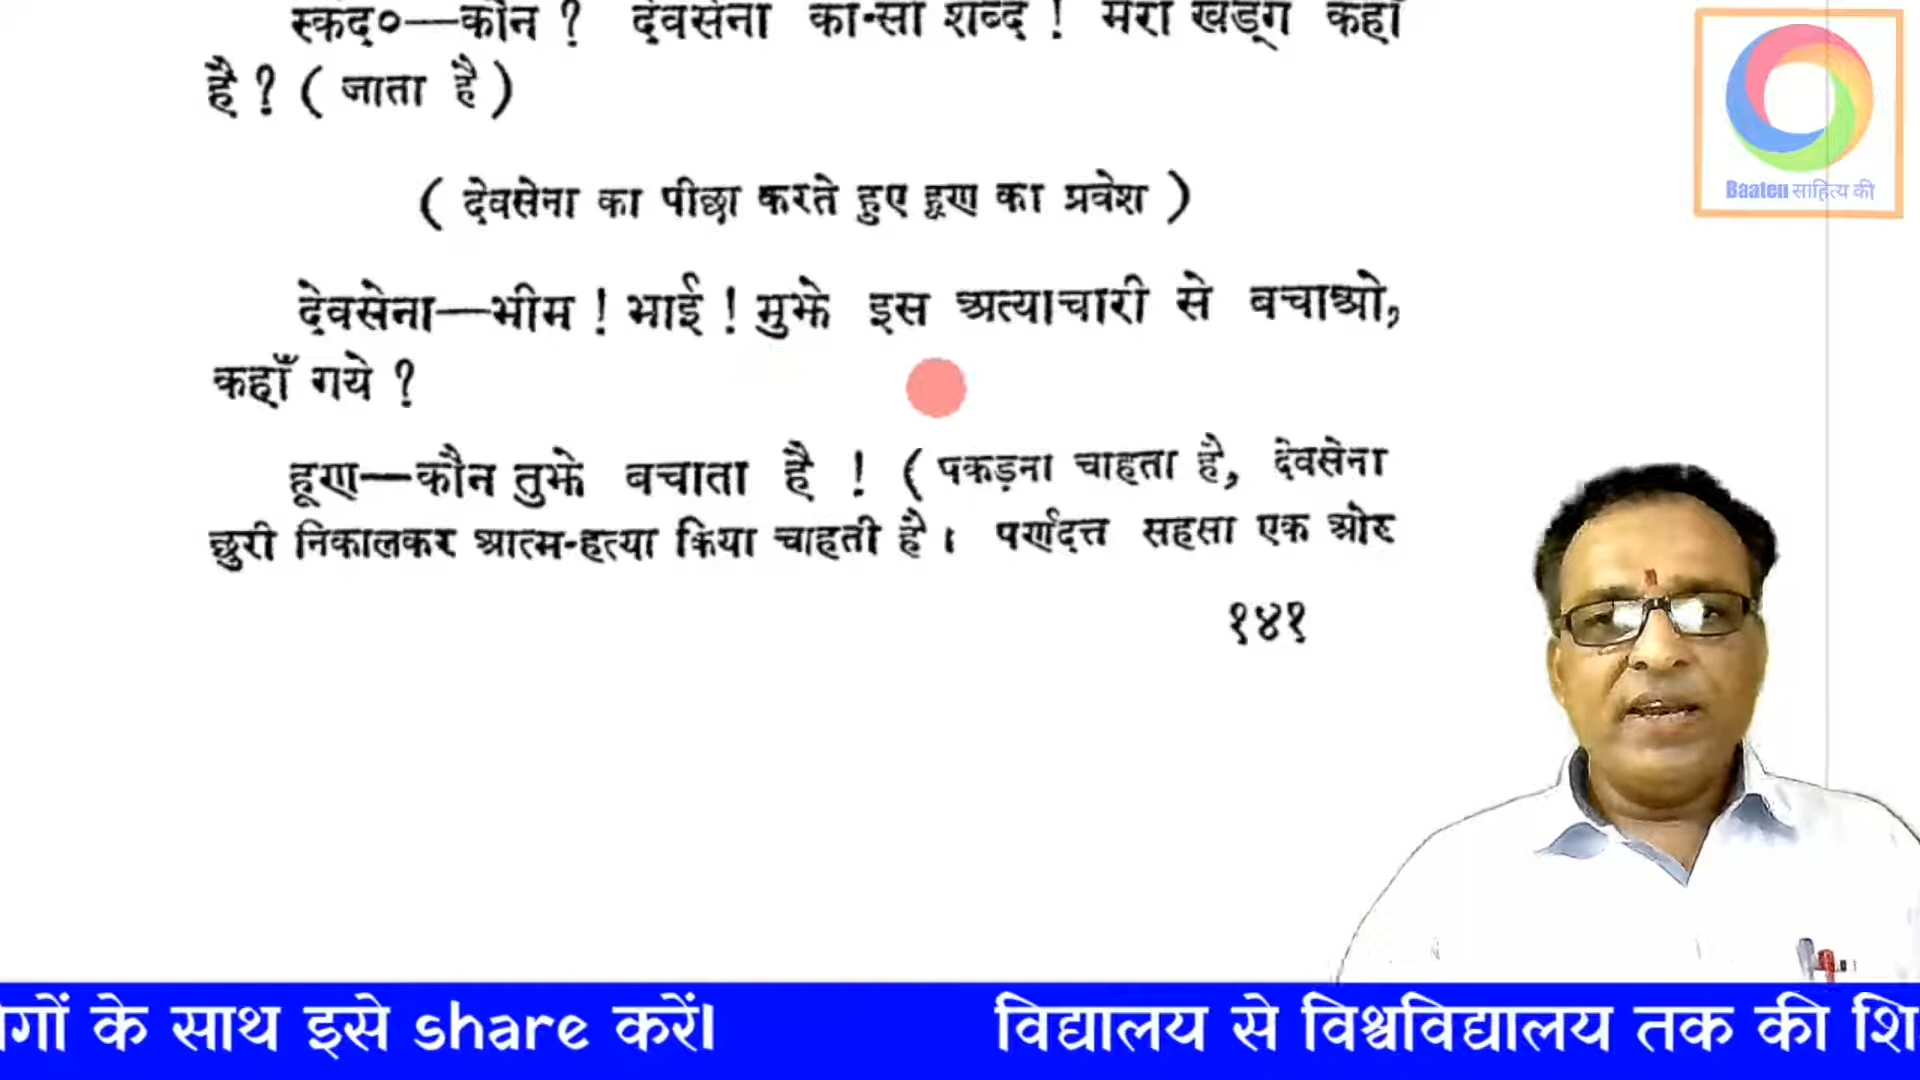 स्कंद०—कौन ? देवसेना का-सा शब्द ! मेरा खड्ग कहाँ
है ? ( जाता है )
( देवसेना का पीछा करते हुए हूण का प्रवेश )
देवसेना—भीम ! भाई ! मुझे इस अत्याचारी से बचाओ,
कहाँ गये ?
हूण—कौन तुझे बचाता है ! ( पकड़ना चाहता है, देवसेना
छुरी निकालकर आत्म-हत्या किया चाहती है । पर्णदत्त सहसा एक ओर
१४१
Baaten साहित्य की
गों के साथ इसे share करें। विद्यालय से विश्वविद्यालय तक की शि